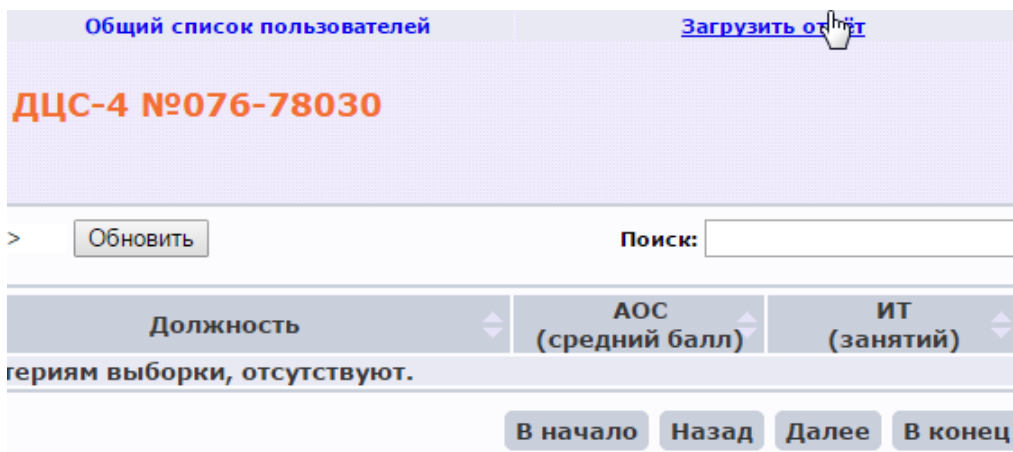 Общий список пользователей Загрузить отчёт
ДЦС-4 №076-78030
> Обновить Поиск:
Должность АОС (средний балл) ИТ (занятий)
териям выборки, отсутствуют.
В начало Назад Далее В конец